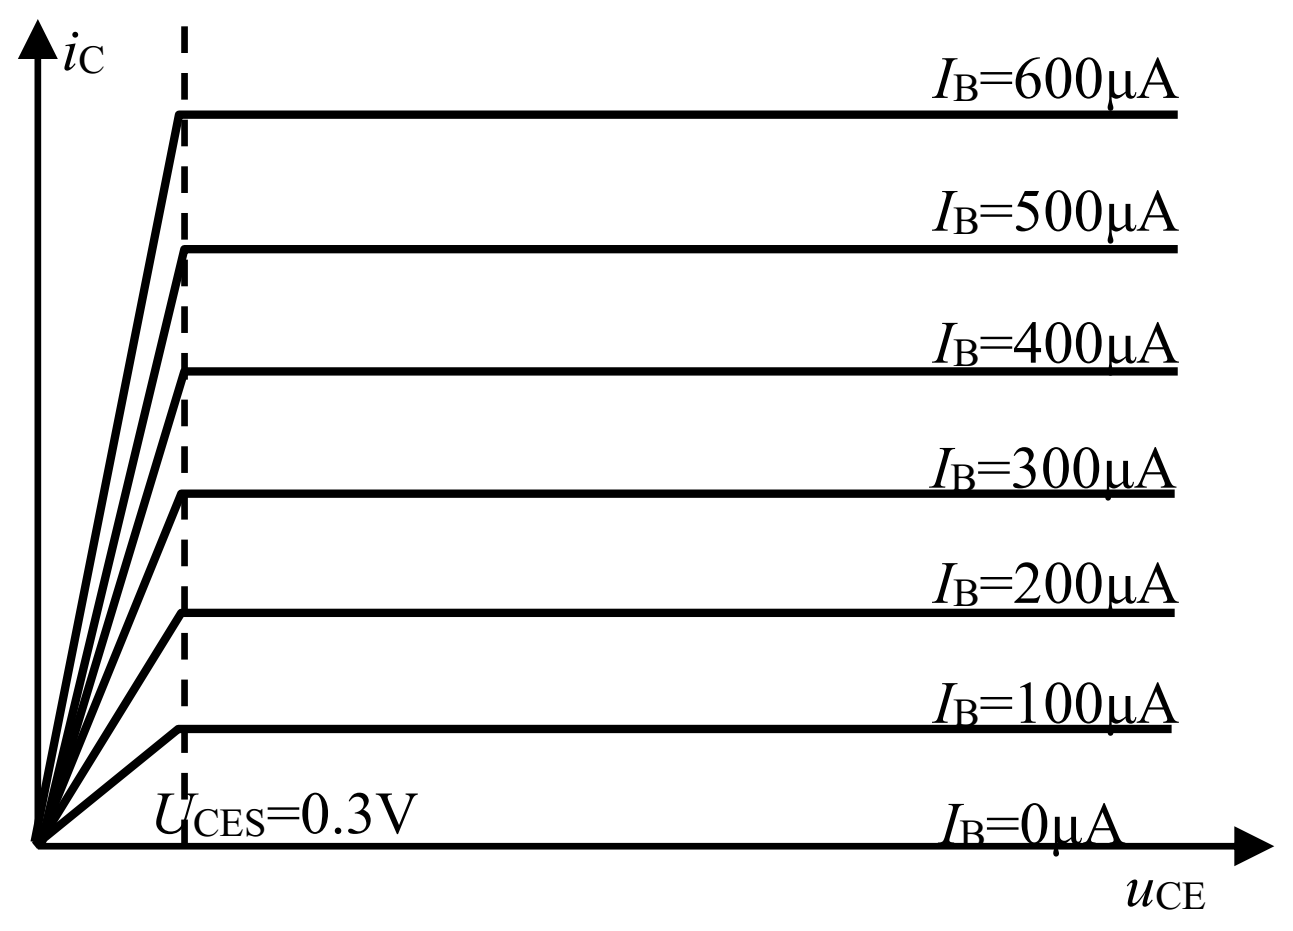 iC
IB=600μA
IB=500μA
IB=400μA
IB=300μA
IB=200μA
IB=100μA
UCES=0.3V
IB=0μA
uCE